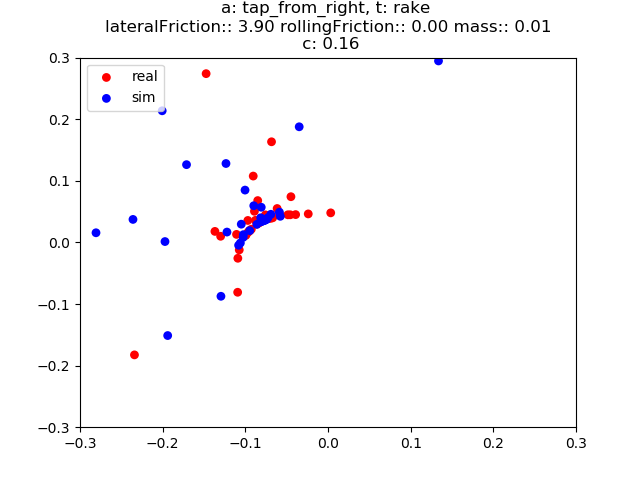 a: tap_from_right, t: rake
lateralFriction:: 3.90 rollingFriction:: 0.00 mass:: 0.01
c: 0.16
real
sim
0.3
0.2
0.1
0.0
−0.1
−0.2
−0.3
−0.3
−0.2
−0.1
0.0
0.1
0.2
0.3